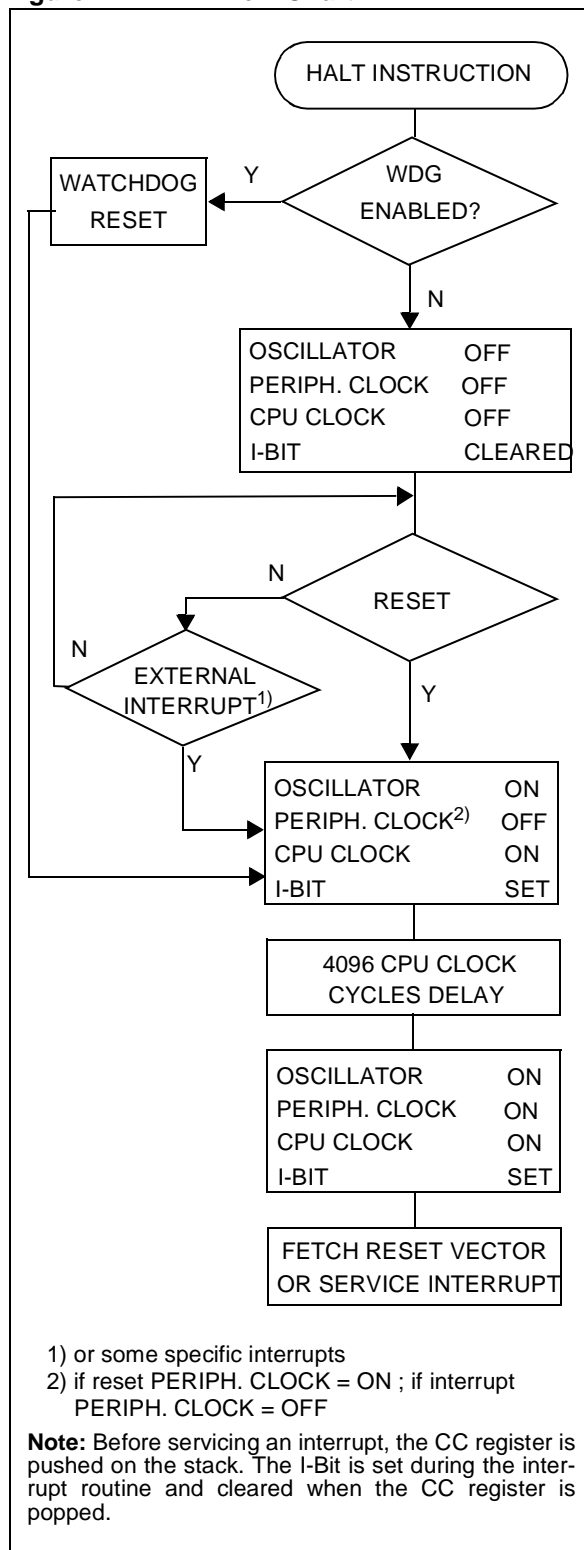 HALT INSTRUCTION
WDG
ENABLED?
Y
WATCHDOG
RESET
N
OSCILLATOR OFF
PERIPH. CLOCK OFF
CPU CLOCK OFF
I-BIT CLEARED
RESET
N
Y
EXTERNAL
INTERRUPT1)
N
Y
OSCILLATOR ON
PERIPH. CLOCK2) OFF
CPU CLOCK ON
I-BIT SET
4096 CPU CLOCK
CYCLES DELAY
OSCILLATOR ON
PERIPH. CLOCK ON
CPU CLOCK ON
I-BIT SET
FETCH RESET VECTOR
OR SERVICE INTERRUPT
1) or some specific interrupts
2) if reset PERIPH. CLOCK = ON ; if interrupt
PERIPH. CLOCK = OFF
Note: Before servicing an interrupt, the CC register is
pushed on the stack. The I-Bit is set during the inter-
rupt routine and cleared when the CC register is
popped.